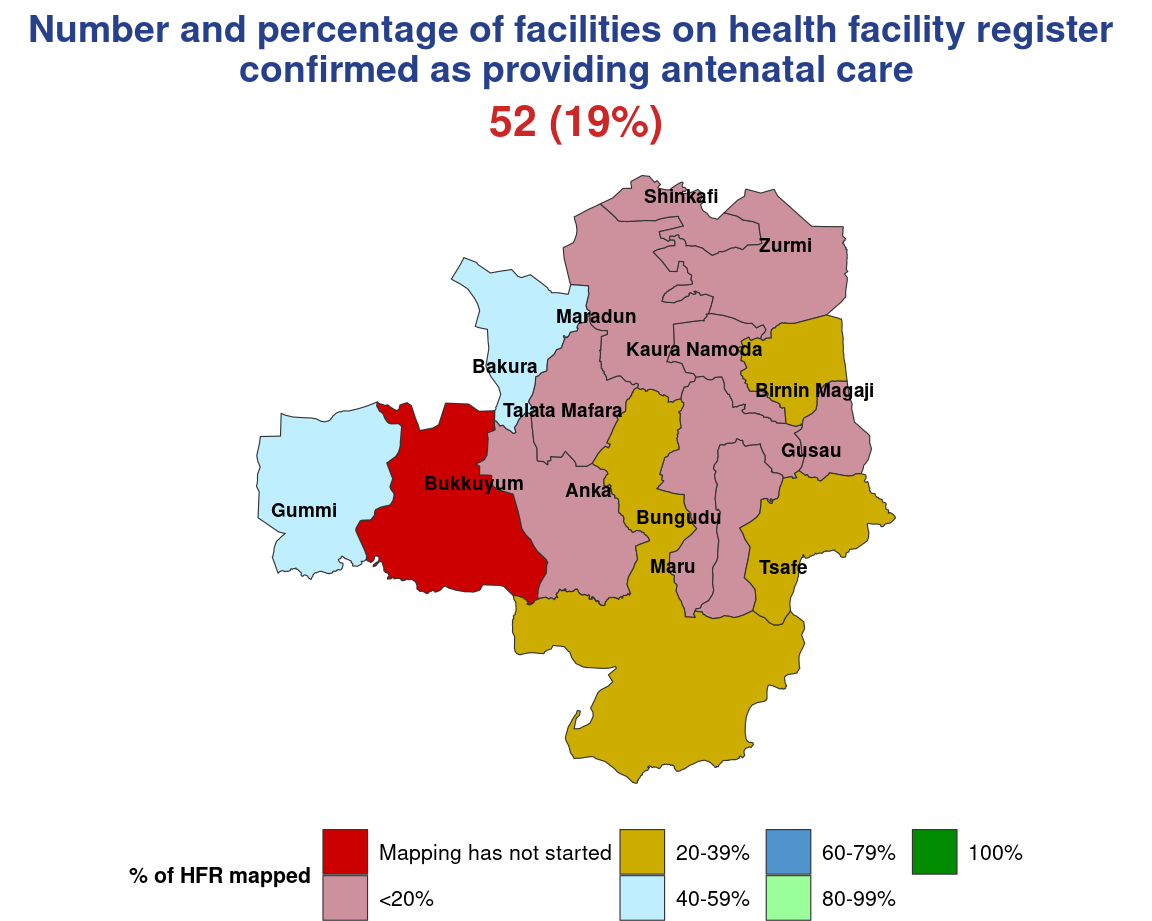 Number and percentage of facilities on health facility register
confirmed as providing antenatal care
52 (19%)
Shinkafi
Zurmi
Maradun
Kaura Namoda
Bakura
Birnin Magaji
Talata Mafara
Gusau
Bukkuyum
Anka
Gummi
Bungudu
Maru
Tsafe
% of HFR mapped
Mapping has not started
<20%
20-39%
40-59%
60-79%
80-99%
100%